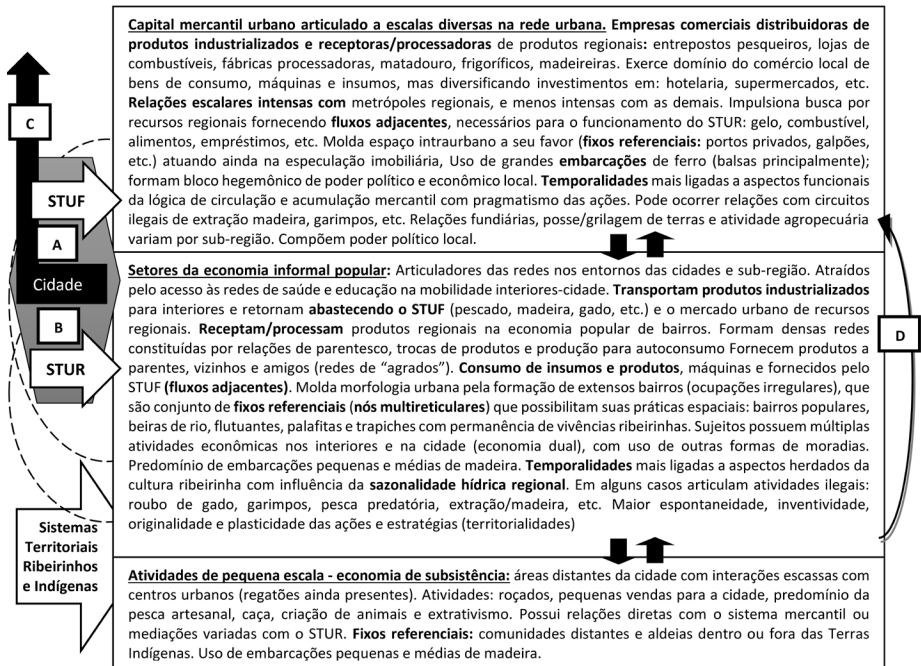 Capital mercantil urbano articulado a escalas diversas na rede urbana. Empresas comerciais distribuidoras de
produtos industrializados e receptoras/processadoras de produtos regionais: entrepostos pesqueiros, lojas de
combustíveis, fábricas processadoras, matadouro, frigoríficos, madeireiras. Exerce domínio do comércio local de
bens de consumo, máquinas e insumos, mas diversificando investimentos em: hotelaria, supermercados, etc.
Relações escalares intensas com metrópoles regionais, e menos intensas com as demais. Impulsiona busca por
recursos regionais fornecendo fluxos adjacentes, necessários para o funcionamento do STUR: gelo, combustível,
alimentos, empréstimos, etc. Molda espaço intraurbano a seu favor (fixos referenciais: portos privados, galpões,
etc.) atuando ainda na especulação imobiliária, Uso de grandes embarcações de ferro (balsas principalmente);
formam bloco hegemônico de poder político e econômico local. Temporalidades mais ligadas a aspectos funcionais
da lógica de circulação e acumulação mercantil com pragmatismo das ações. Pode ocorrer relações com circuitos
ilegais de extração madeira, garimpos, etc. Relações fundiárias, posse/grilagem de terras e atividade agropecuária
variam por sub-região. Compõem poder político local.
C
STUF
A
Cidade
B
STUR
D
Setores da economia informal popular: Articuladores das redes nos entornos das cidades e sub-região. Atraídos
pelo acesso às redes de saúde e educação na mobilidade interiores-cidade. Transportam produtos industrializados
para interiores e retornam abastecendo o STUF (pescado, madeira, gado, etc.) e o mercado urbano de recursos
regionais. Receptam/processam produtos regionais na economia popular de bairros. Formam densas redes
constituídas por relações de parentesco, trocas de produtos e produção para autoconsumo Fornecem produtos a
parentes, vizinhos e amigos (redes de “agrados”). Consumo de insumos e produtos, máquinas e fornecidos pelo
STUF (fluxos adjacentes). Molda morfologia urbana pela formação de extensos bairros (ocupações irregulares), que
são conjunto de fixos referenciais (nós multireticulares) que possibilitam suas práticas espaciais: bairros populares,
beiras de rio, flutuantes, palafitas e trapiches com permanência de vivências ribeirinhas. Sujeitos possuem múltiplas
atividades econômicas nos interiores e na cidade (economia dual), com uso de outras formas de moradias.
Predomínio de embarcações pequenas e médias de madeira. Temporalidades mais ligadas a aspectos herdados da
cultura ribeirinha com influência da sazonalidade hídrica regional. Em alguns casos articulam atividades ilegais:
roubo de gado, garimpos, pesca predatória, extração/madeira, etc. Maior espontaneidade, inventividade,
originalidade e plasticidade das ações e estratégias (territorialidades)
Sistemas
Territoriais
Ribeirinhos
e Indígenas
Atividades de pequena escala - economia de subsistência: áreas distantes da cidade com interações escassas com
centros urbanos (regatões ainda presentes). Atividades: roçados, pequenas vendas para a cidade, predomínio da
pesca artesanal, caça, criação de animais e extrativismo. Possui relações diretas com o sistema mercantil ou
mediações variadas com o STUR. Fixos referenciais: comunidades distantes e aldeias dentro ou fora das Terras
Indígenas. Uso de embarcações pequenas e médias de madeira.